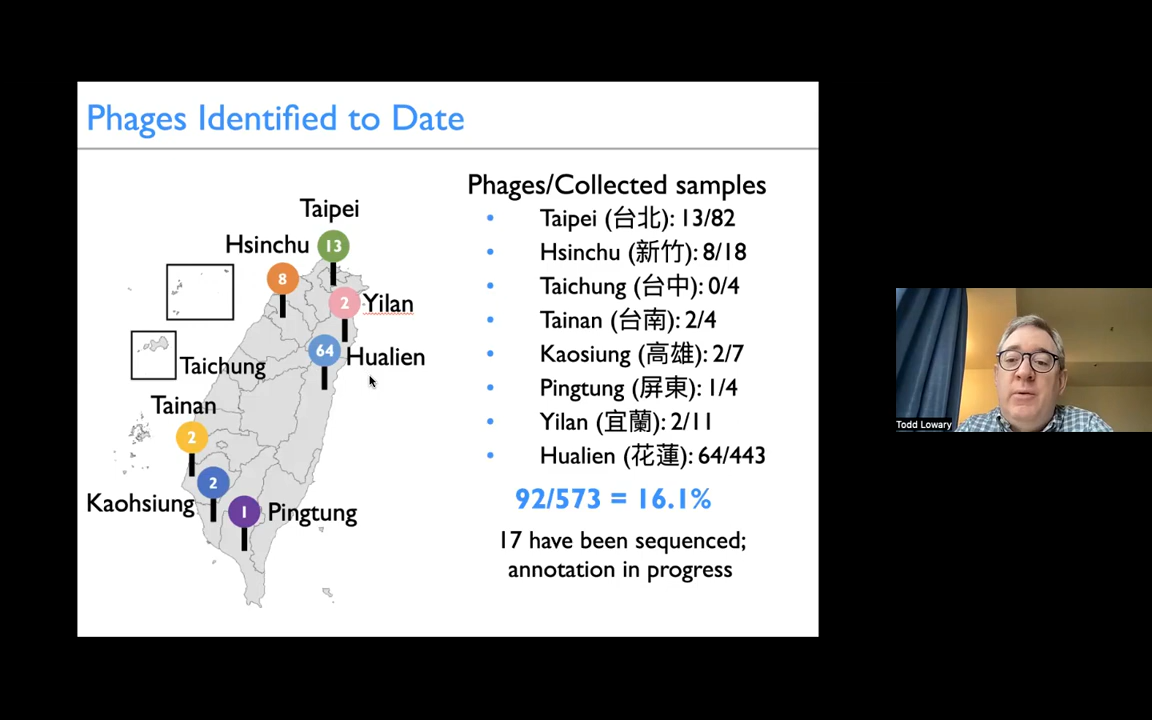 Phages Identified to Date
Taipei
Hsinchu
13
8
2
Yilan
64
Hualien
Taichung
Tainan
2
2
Kaohsiung
1
Pingtung
Phages/Collected samples
• Taipei (台北): 13/82
• Hsinchu (新竹): 8/18
• Taichung (台中): 0/4
• Tainan (台南): 2/4
• Kaosiung (高雄): 2/7
• Pingtung (屏東): 1/4
• Yilan (宜蘭): 2/11
• Hualien (花蓮): 64/443
92/573 = 16.1%
17 have been sequenced;
annotation in progress
Todd Lowary